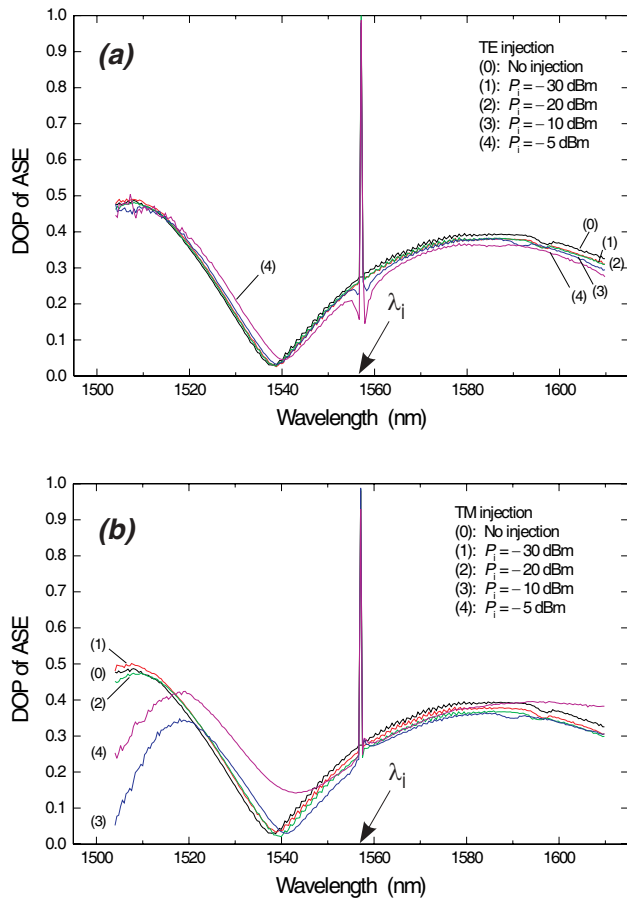 (a)
TE injection
(0): No injection
(1): Pi = − 30 dBm
(2): Pi = − 20 dBm
(3): Pi = − 10 dBm
(4): Pi = − 5 dBm
1.0
0.9
0.8
0.7
0.6
0.5
0.4
0.3
0.2
0.1
0.0
DOP of ASE
(4)
(0)
(1)
(2)
(3)
(4)
λi
1500 1520 1540 1560 1580 1600
Wavelength (nm)
(b)
TM injection
(0): No injection
(1): Pi = − 30 dBm
(2): Pi = − 20 dBm
(3): Pi = − 10 dBm
(4): Pi = − 5 dBm
1.0
0.9
0.8
0.7
0.6
0.5
0.4
0.3
0.2
0.1
0.0
DOP of ASE
(1)
(0)
(2)
(4)
(3)
λi
1500 1520 1540 1560 1580 1600
Wavelength (nm)